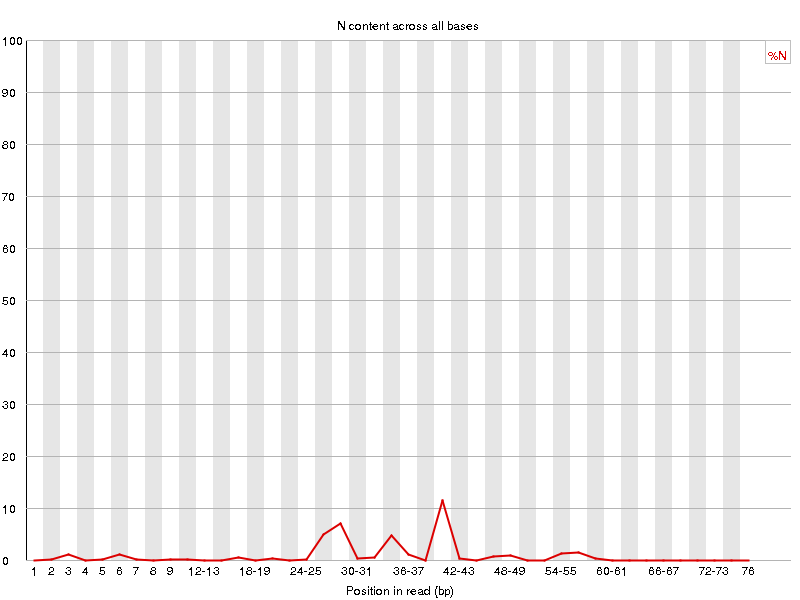 N content across all bases
%N
100
90
80
70
60
50
40
30
20
10
0
1 2 3 4 5 6 7 8 9 12-13 18-19 24-25 30-31 36-37 42-43 48-49 54-55 60-61 66-67 72-73 76
Position in read (bp)